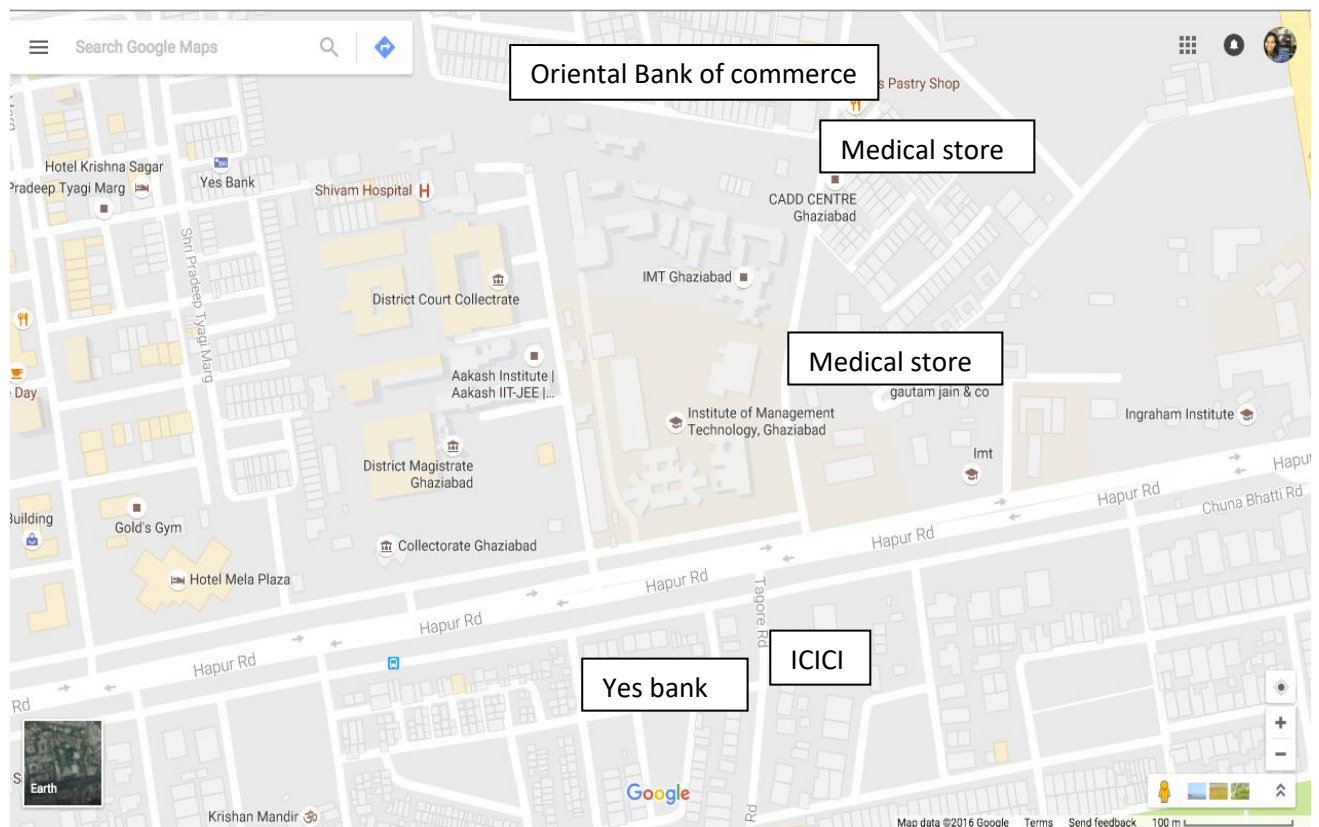 Search Google Maps
Oriental Bank of commerce
s Pastry Shop
Medical store
Hotel Krishna Sagar
Pradeep Tyagi Marg
Yes Bank
Shivam Hospital H
CADD CENTRE
Ghaziabad
Shri Pradeep Tyagi Marg
IMT Ghaziabad
District Court Collectrate
Medical store
Aakash Institute |
Aakash IIT-JEE |...
Day
gautam jain & co
Institute of Management
Technology, Ghaziabad
Ingraham Institute
Imt
District Magistrate
Ghaziabad
Hapur Rd
Chuna Bhatti Rd
Building
Gold's Gym
Hapur Rd
Collectorate Ghaziabad
Hotel Mela Plaza
Hapur Rd
Tagore Rd
Hapur Rd
Hapur Rd
ICICI
Yes bank
Rd
Earth
Google
Krishan Mandir
Rd
Map data ©2016 Google Terms Send feedback 100 m